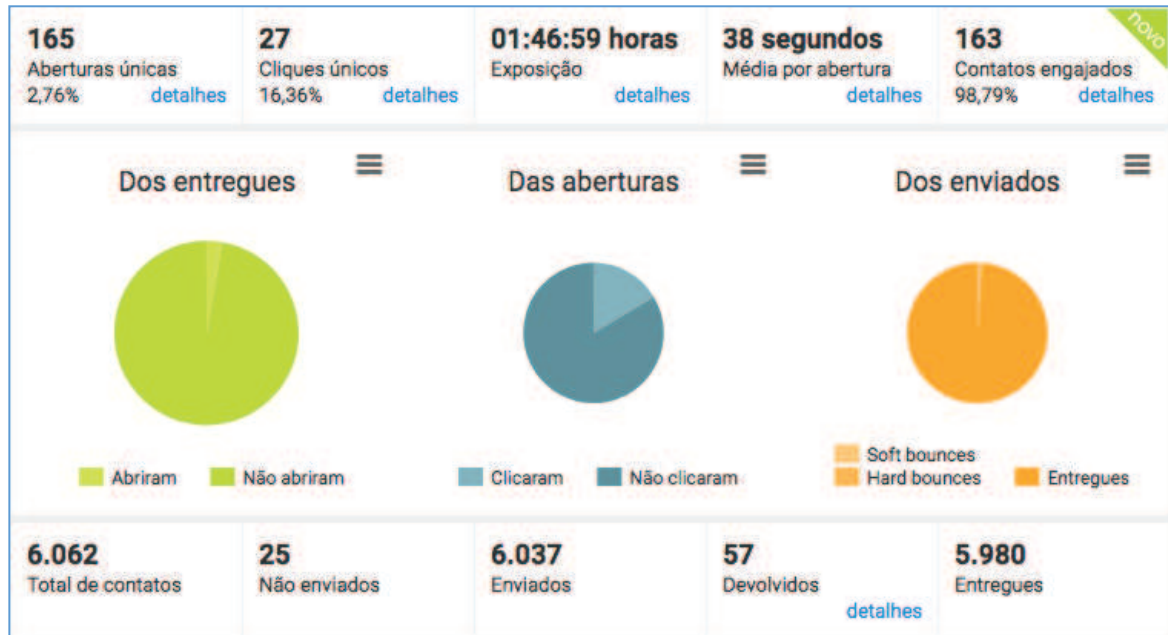 165
Aberturas únicas
2,76% detalhes
27
Cliques únicos
16,36% detalhes
01:46:59 horas
Exposição
detalhes
38 segundos
Média por abertura
detalhes
163
Contatos engajados
98,79% detalhes
novo
Dos entregues
Abriram Não abriram
Das aberturas
Clicaram Não clicaram
Dos enviados
Soft bounces
Hard bounces Entregues
6.062
Total de contatos
25
Não enviados
6.037
Enviados
57
Devolvidos
detalhes
5.980
Entregues